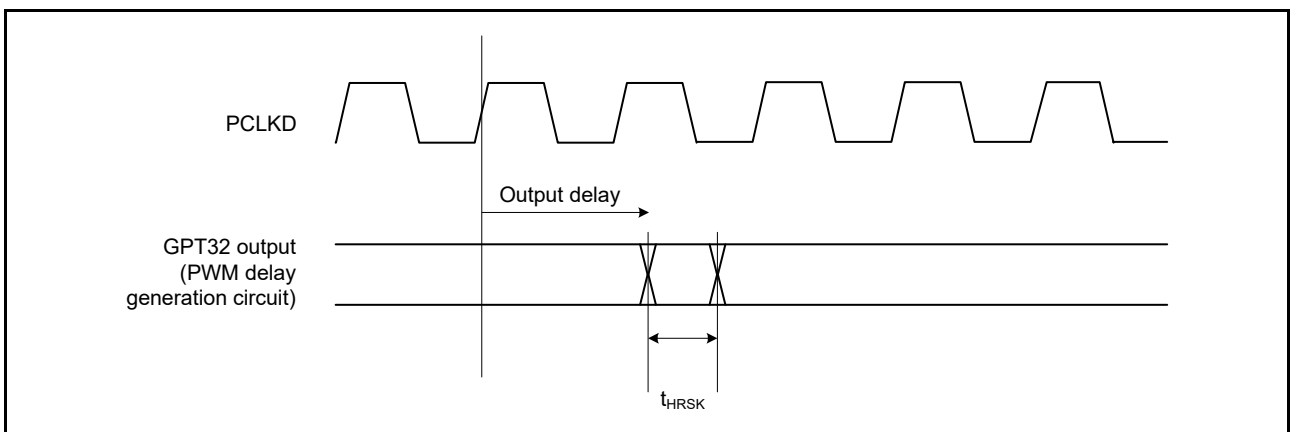 PCLKD
Output delay
GPT32 output
(PWM delay
generation circuit)
tHRSK